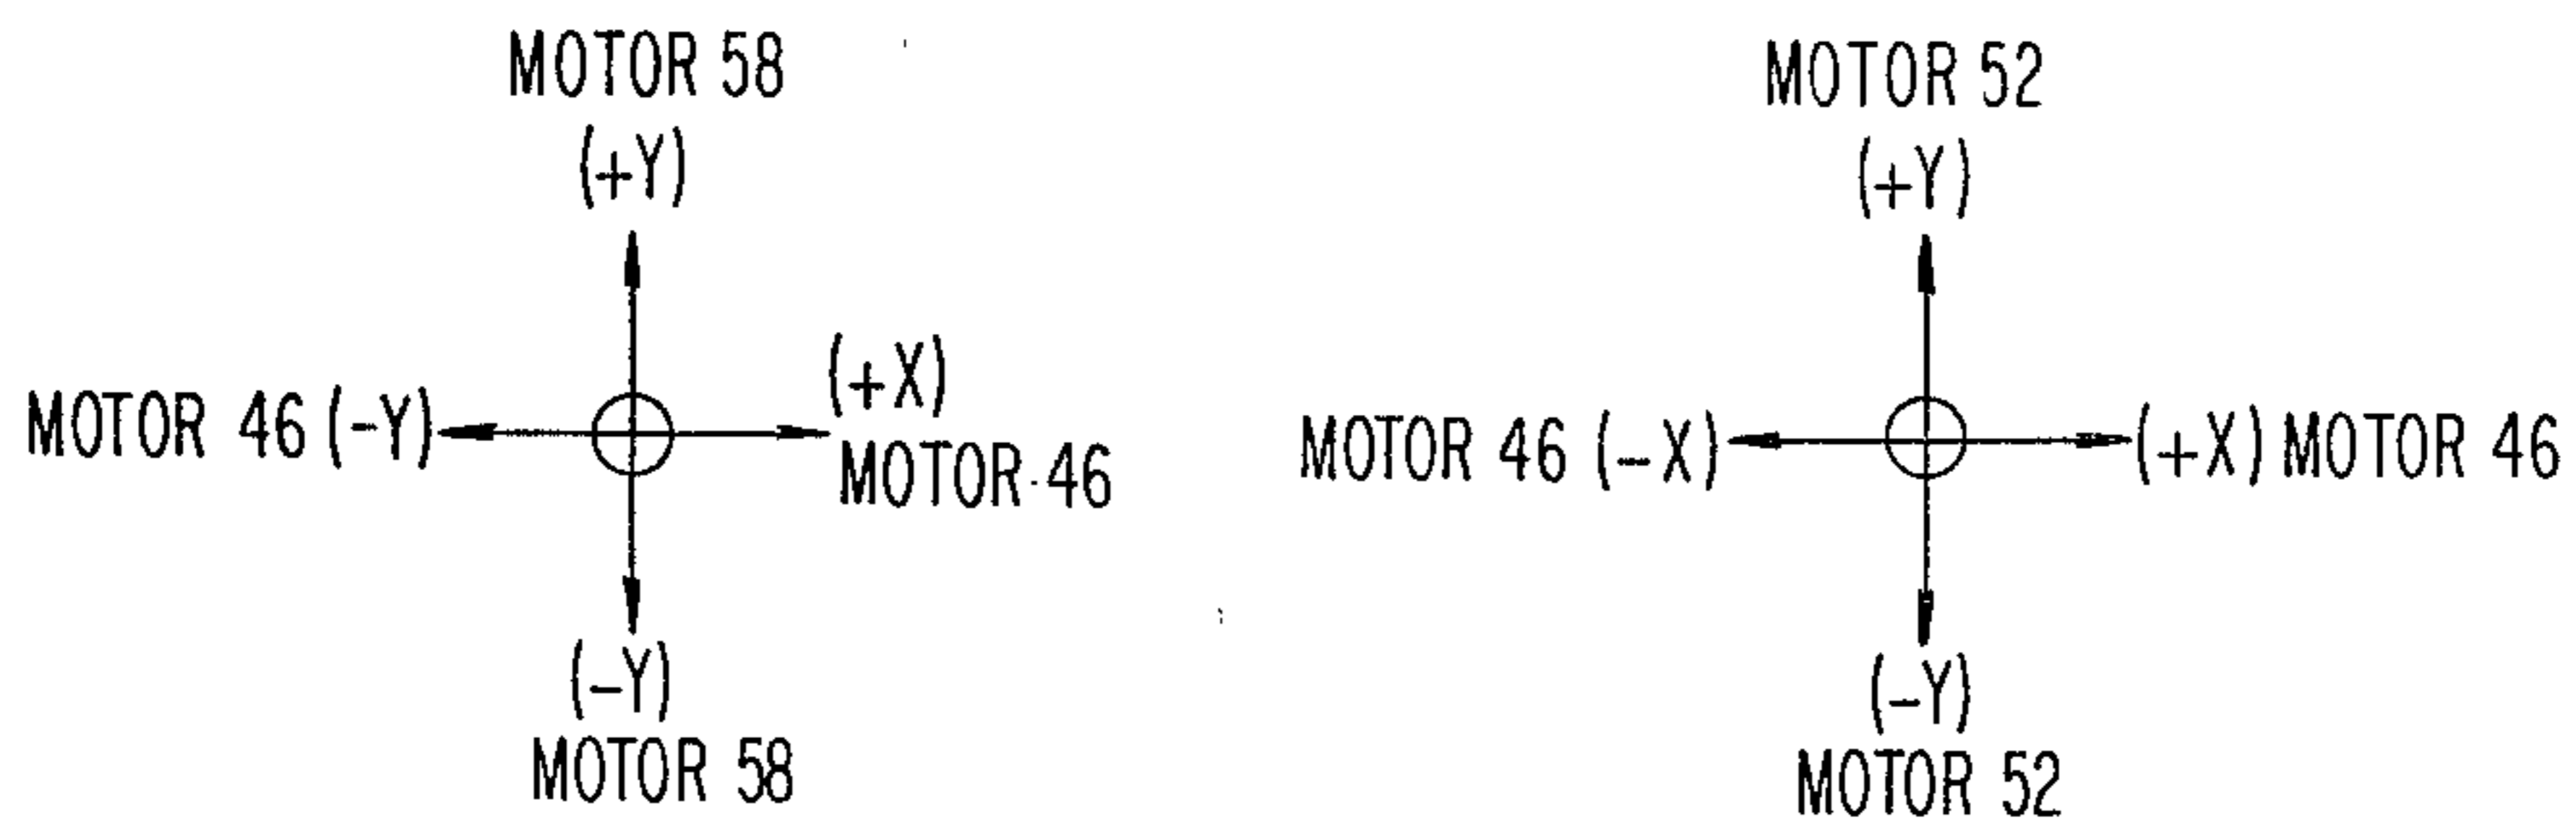 MOTOR 58
(+Y)
MOTOR 46 (-Y)
(+X)
MOTOR 46
(-Y)
MOTOR 58
MOTOR 52
(+Y)
MOTOR 46 (-X)
(+X) MOTOR 46
(-Y)
MOTOR 52